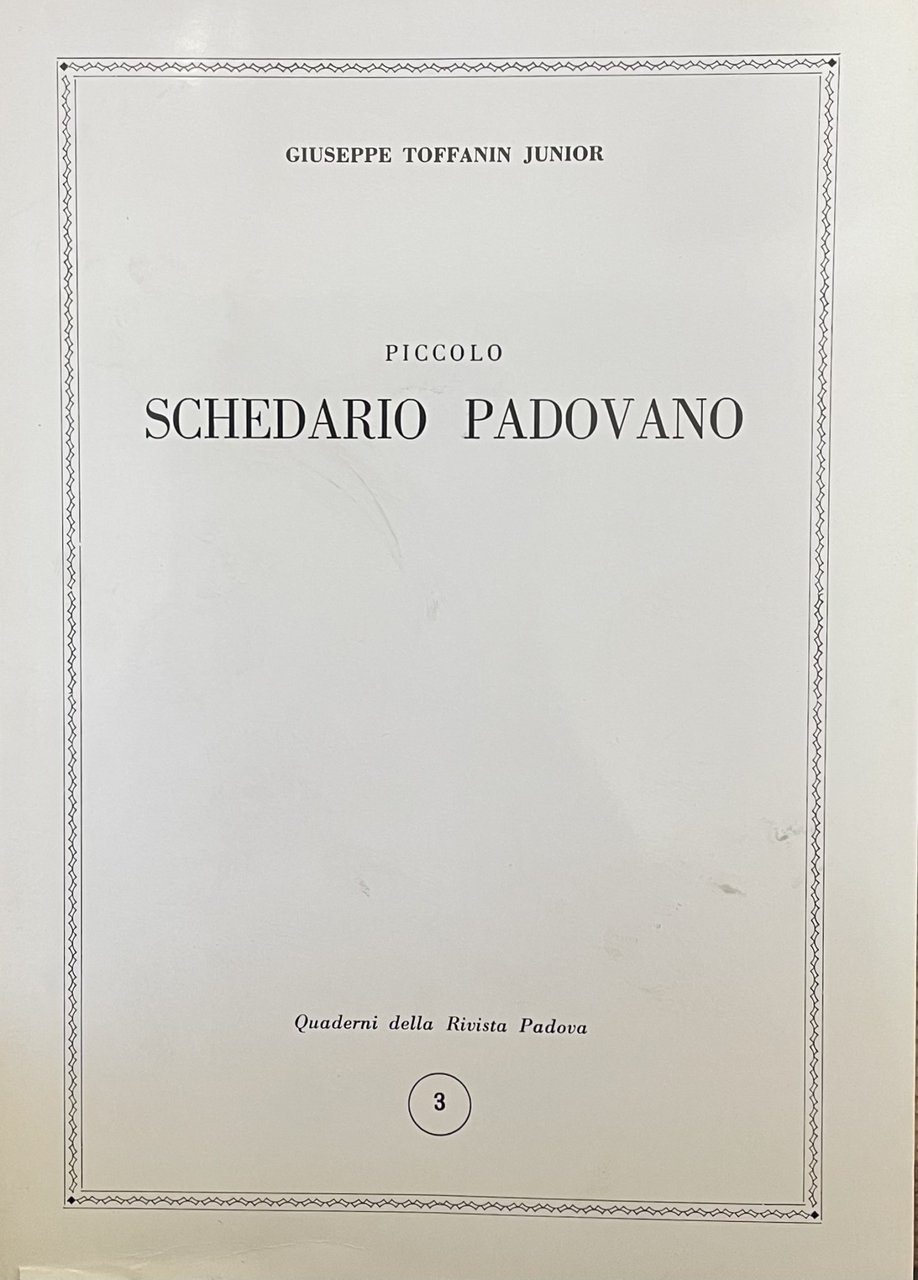 GIUSEPPE TOFFANIN JUNIOR
PICCOLO
SCHEDARIO PADOVANO
Quaderni della Rivista Padova
3